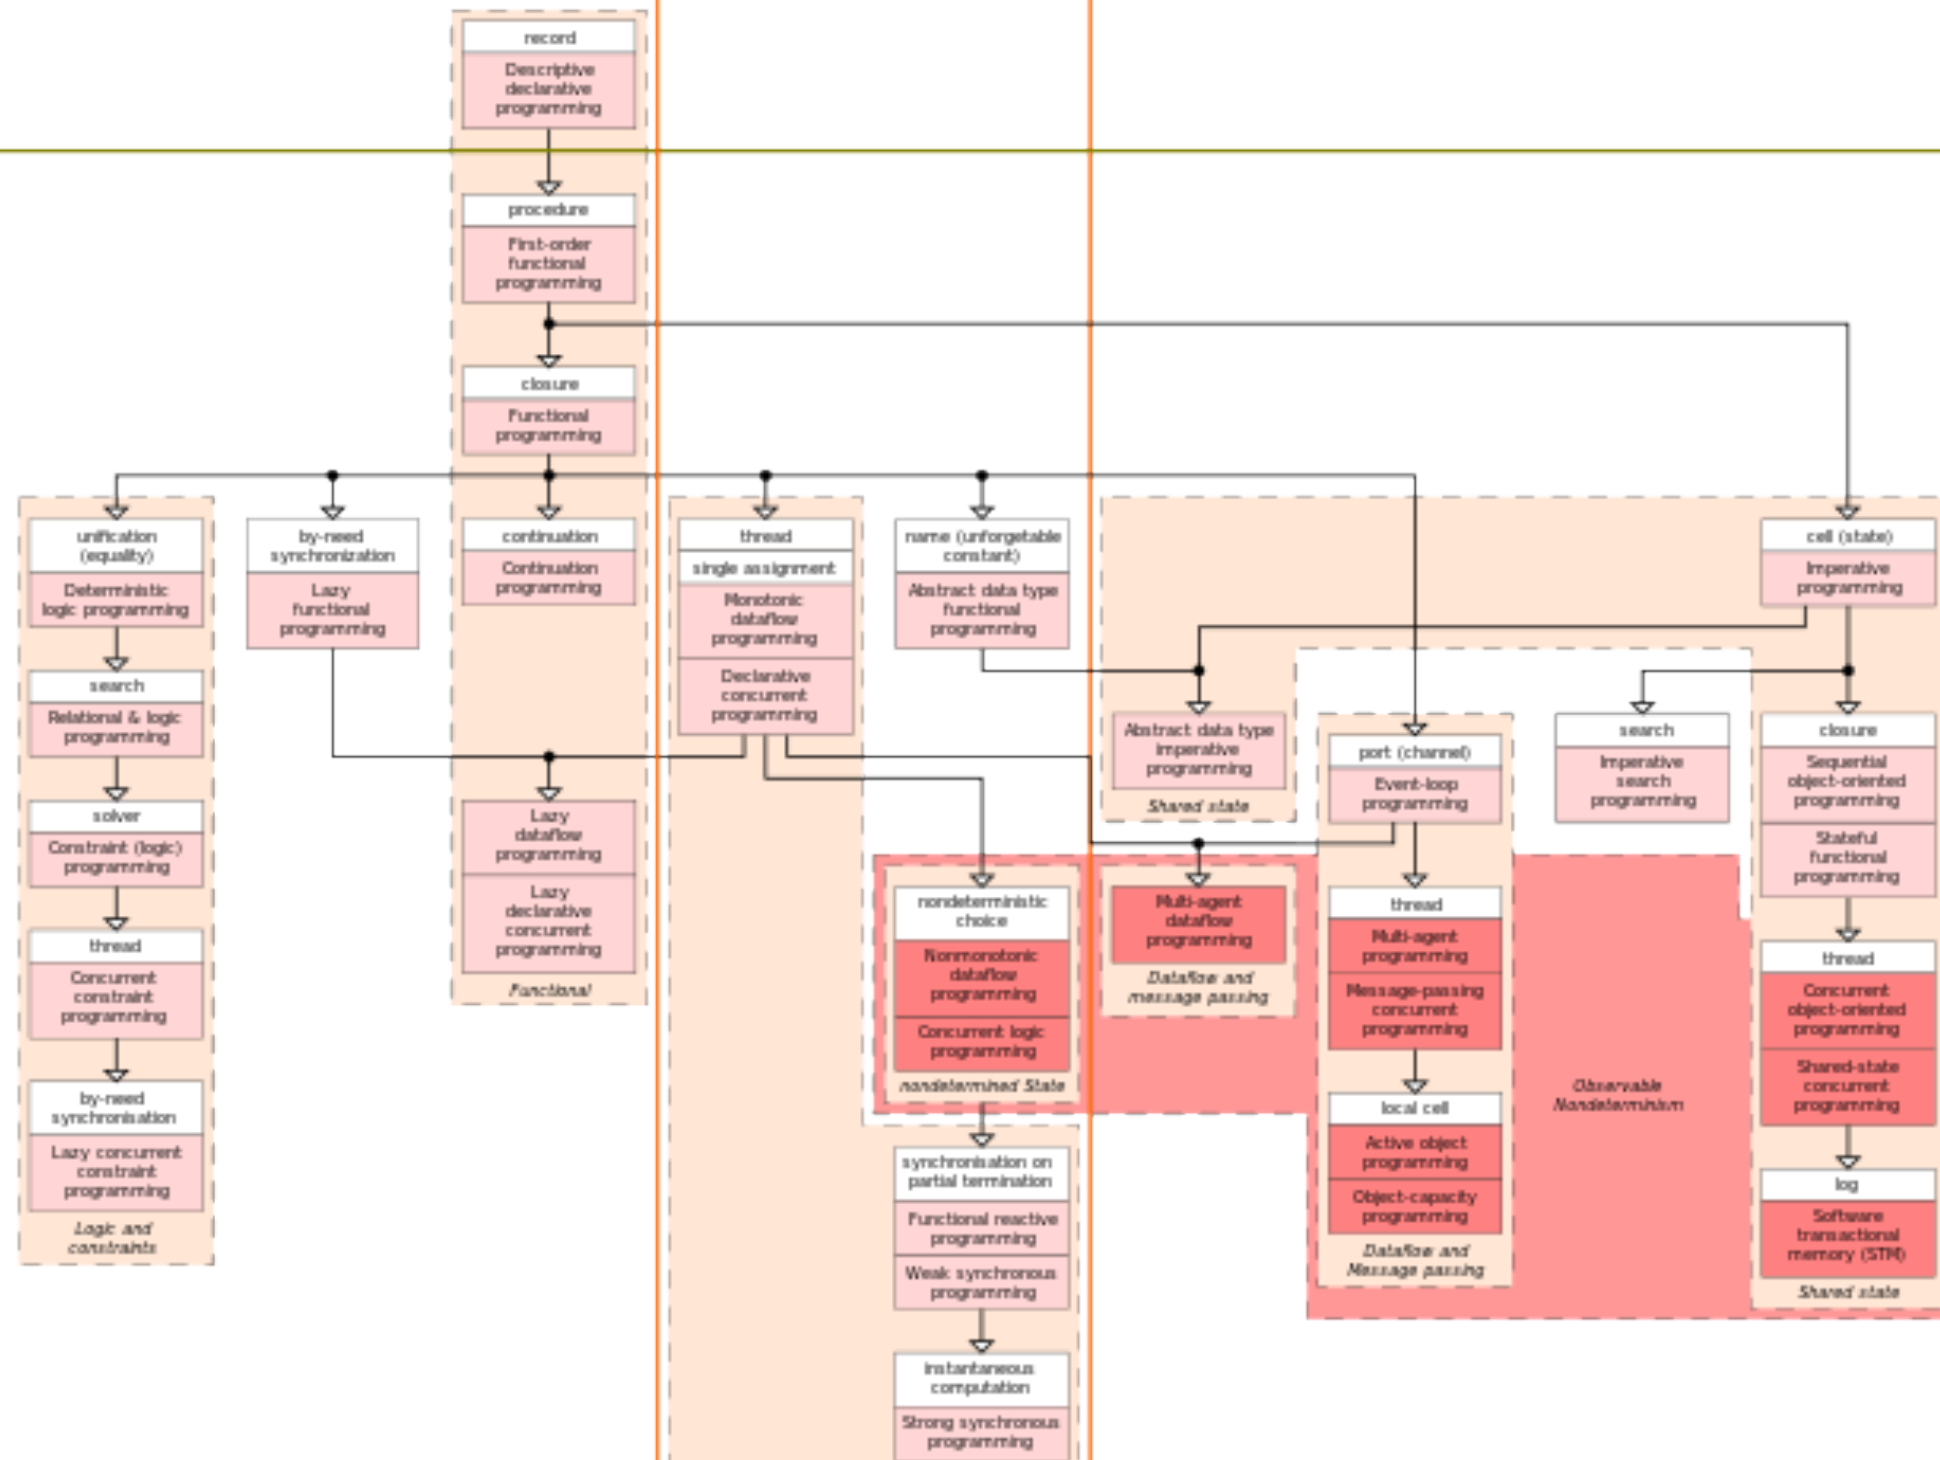 record
Descriptive
declarative
programming
procedure
First-order
functional
programming
closure
Functional
programming
unification
(equality)
Deterministic
logic programming
search
Relational & logic
programming
solver
Constraint (logic)
programming
thread
Concurrent
constraint
programming
by-need
synchronisation
Lazy concurrent
constraint
programming
Logic and
constraints
by-need
synchronization
Lazy
functional
programming
continuation
Continuation
programming
Lazy
dataflow
programming
Lazy
declarative
concurrent
programming
Functional
thread
single assignment
Monotonic
dataflow
programming
Declarative
concurrent
programming
name (unforgetable
constant)
Abstract data type
functional
programming
nondeterministic
choice
Nonmonotonic
dataflow
programming
Concurrent logic
programming
nondetermined State
synchronisation on
partial termination
Functional reactive
programming
Weak synchronous
programming
instantaneous
computation
Strong synchronous
programming
Abstract data type
imperative
programming
Shared state
Multi-agent
dataflow
programming
Dataflow and
message passing
port (channel)
Event-loop
programming
thread
Multi-agent
programming
Message-passing
concurrent
programming
local cell
Active object
programming
Object-capacity
programming
Dataflow and
Message passing
search
Imperative
search
programming
Observable
Nondeterminism
cell (state)
Imperative
programming
closure
Sequential
object-oriented
programming
Stateful
functional
programming
thread
Concurrent
object-oriented
programming
Shared-state
concurrent
programming
log
Software
transactional
memory (STM)
Shared state